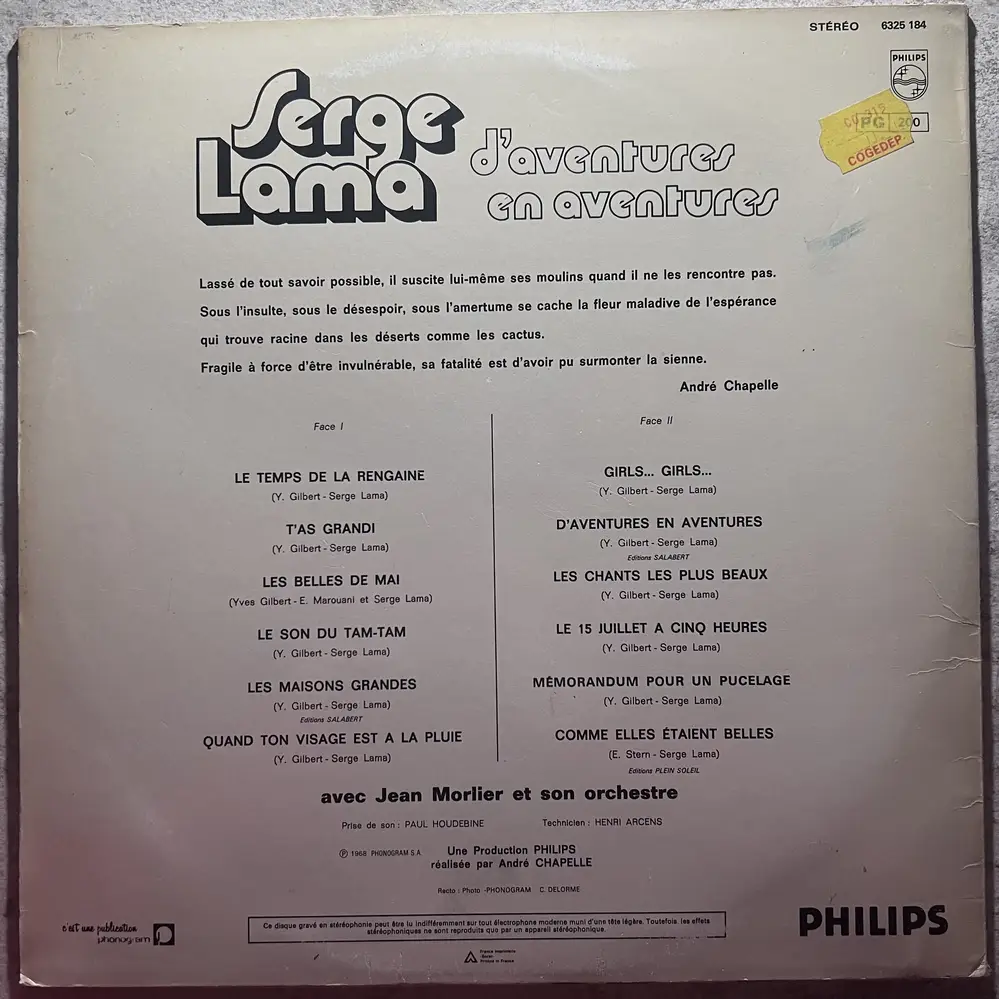 STÉRÉO 6325 184
PHILIPS
PG 200
COGEDEP
Serge
Lama
d'aventures
en aventures
Lassé de tout savoir possible, il suscite lui-même ses moulins quand il ne les rencontre pas.
Sous l'insulte, sous le désespoir, sous l'amertume se cache la fleur maladive de l'espérance
qui trouve racine dans les déserts comme les cactus.
Fragile à force d'être invulnérable, sa fatalité est d'avoir pu surmonter la sienne.
André Chapelle
Face I
LE TEMPS DE LA RENGAINE
(Y. Gilbert - Serge Lama)
T'AS GRANDI
(Y. Gilbert - Serge Lama)
LES BELLES DE MAI
(Yves Gilbert - E. Marouani et Serge Lama)
LE SON DU TAM-TAM
(Y. Gilbert - Serge Lama)
LES MAISONS GRANDES
(Y. Gilbert - Serge Lama)
Editions SALABERT
QUAND TON VISAGE EST A LA PLUIE
(Y. Gilbert - Serge Lama)
Face II
GIRLS... GIRLS...
(Y. Gilbert - Serge Lama)
D'AVENTURES EN AVENTURES
(Y. Gilbert - Serge Lama)
Editions SALABERT
LES CHANTS LES PLUS BEAUX
(Y. Gilbert - Serge Lama)
LE 15 JUILLET A CINQ HEURES
(Y. Gilbert - Serge Lama)
MÉMORANDUM POUR UN PUCELAGE
(Y. Gilbert - Serge Lama)
COMME ELLES ÉTAIENT BELLES
(E. Stern - Serge Lama)
Editions PLEIN SOLEIL
avec Jean Morlier et son orchestre
Prise de son : PAUL HOUDEBINE Technicien : HENRI ARCENS
℗ 1968 PHONOGRAM S.A. Une Production PHILIPS
réalisée par André CHAPELLE
Recto : Photo -PHONOGRAM C. DELORME
c'est une publication
phonogram
Ce disque gravé en stéréophonie peut être lu indifféremment sur tout électrophone moderne muni d'une tête légère. Toutefois, les effets
stéréophoniques ne sont reproduits que par un appareil stéréophonique.
PHILIPS
Printed in France